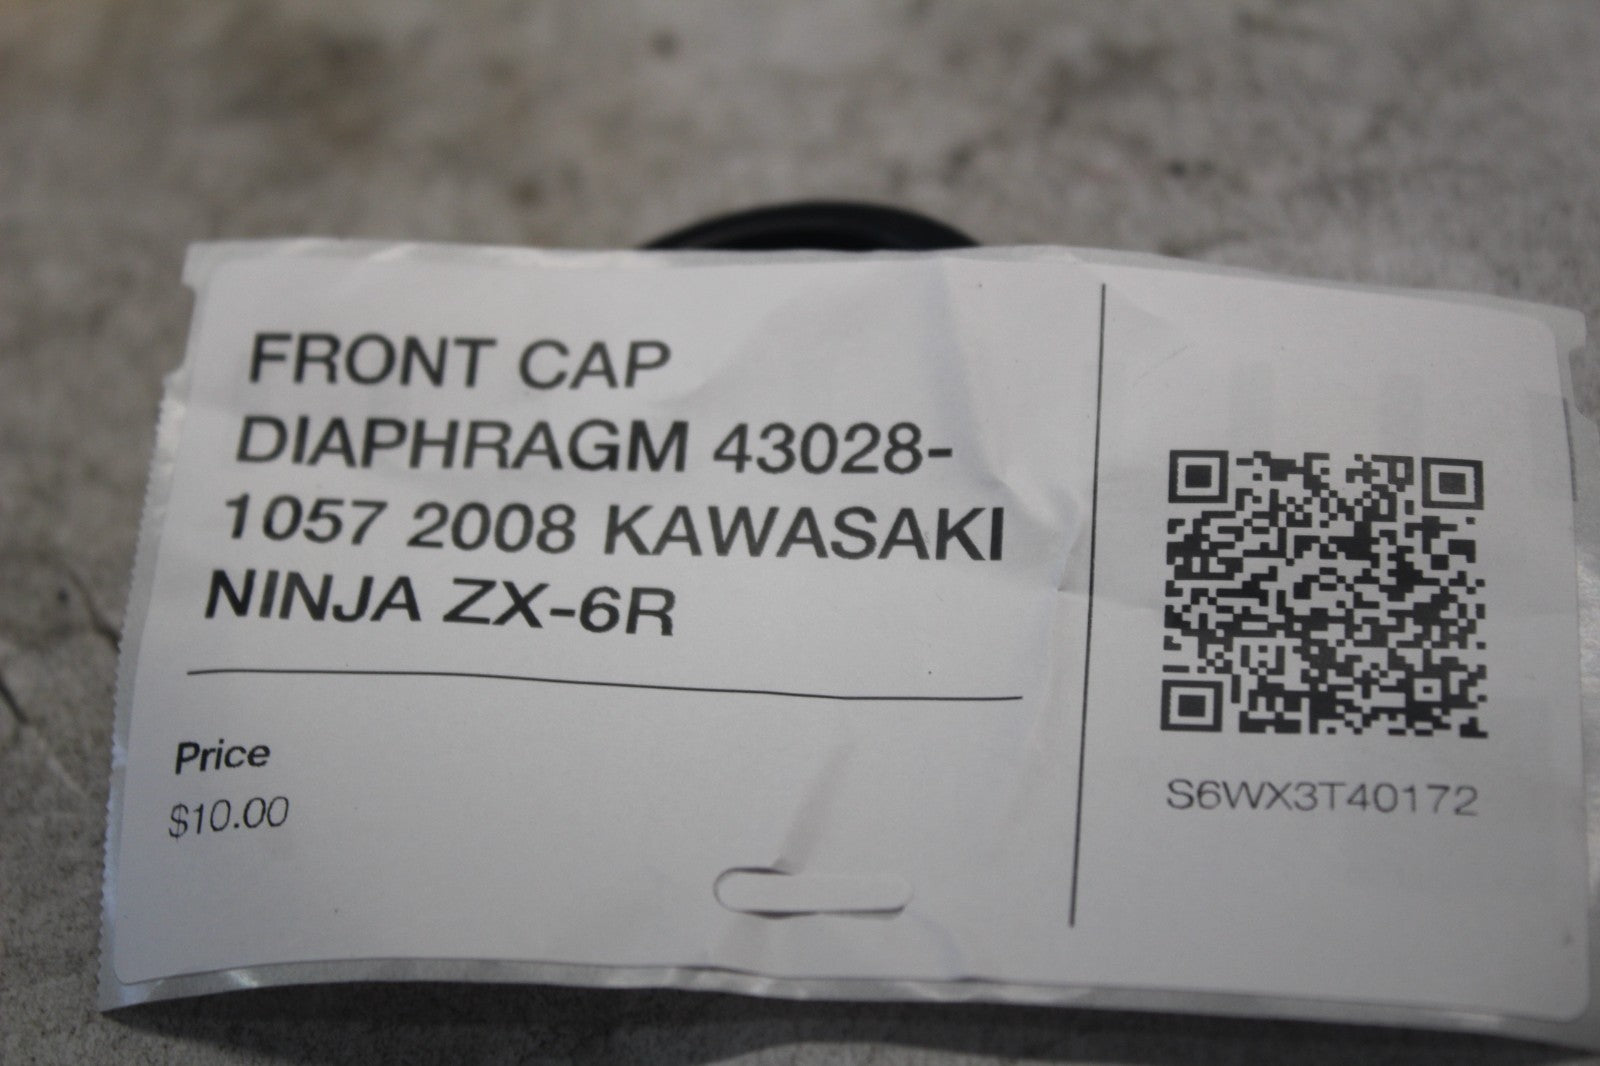 FRONT CAP
DIAPHRAGM 43028-
1057 2008 KAWASAKI
NINJA ZX-6R
Price
$10.00
S6WX3T40172